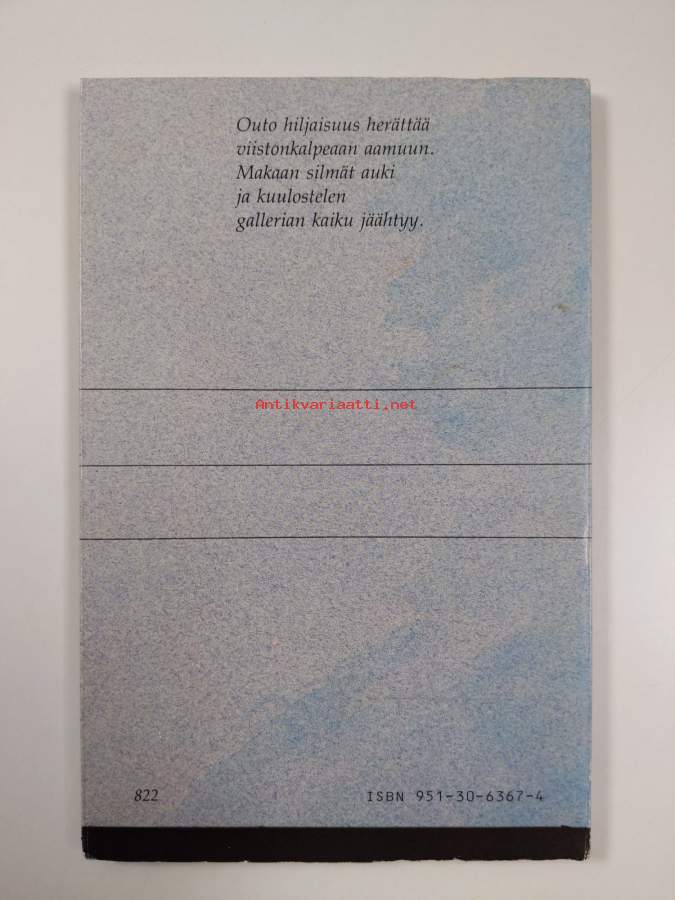 Outo hiljaisuus herättää
viistonkalpeaan aamuun.
Makaan silmät auki
ja kuulostelen
gallerian kaiku jäähtyy.
Antikvariaatti.net
822
ISBN 951-30-6367-4